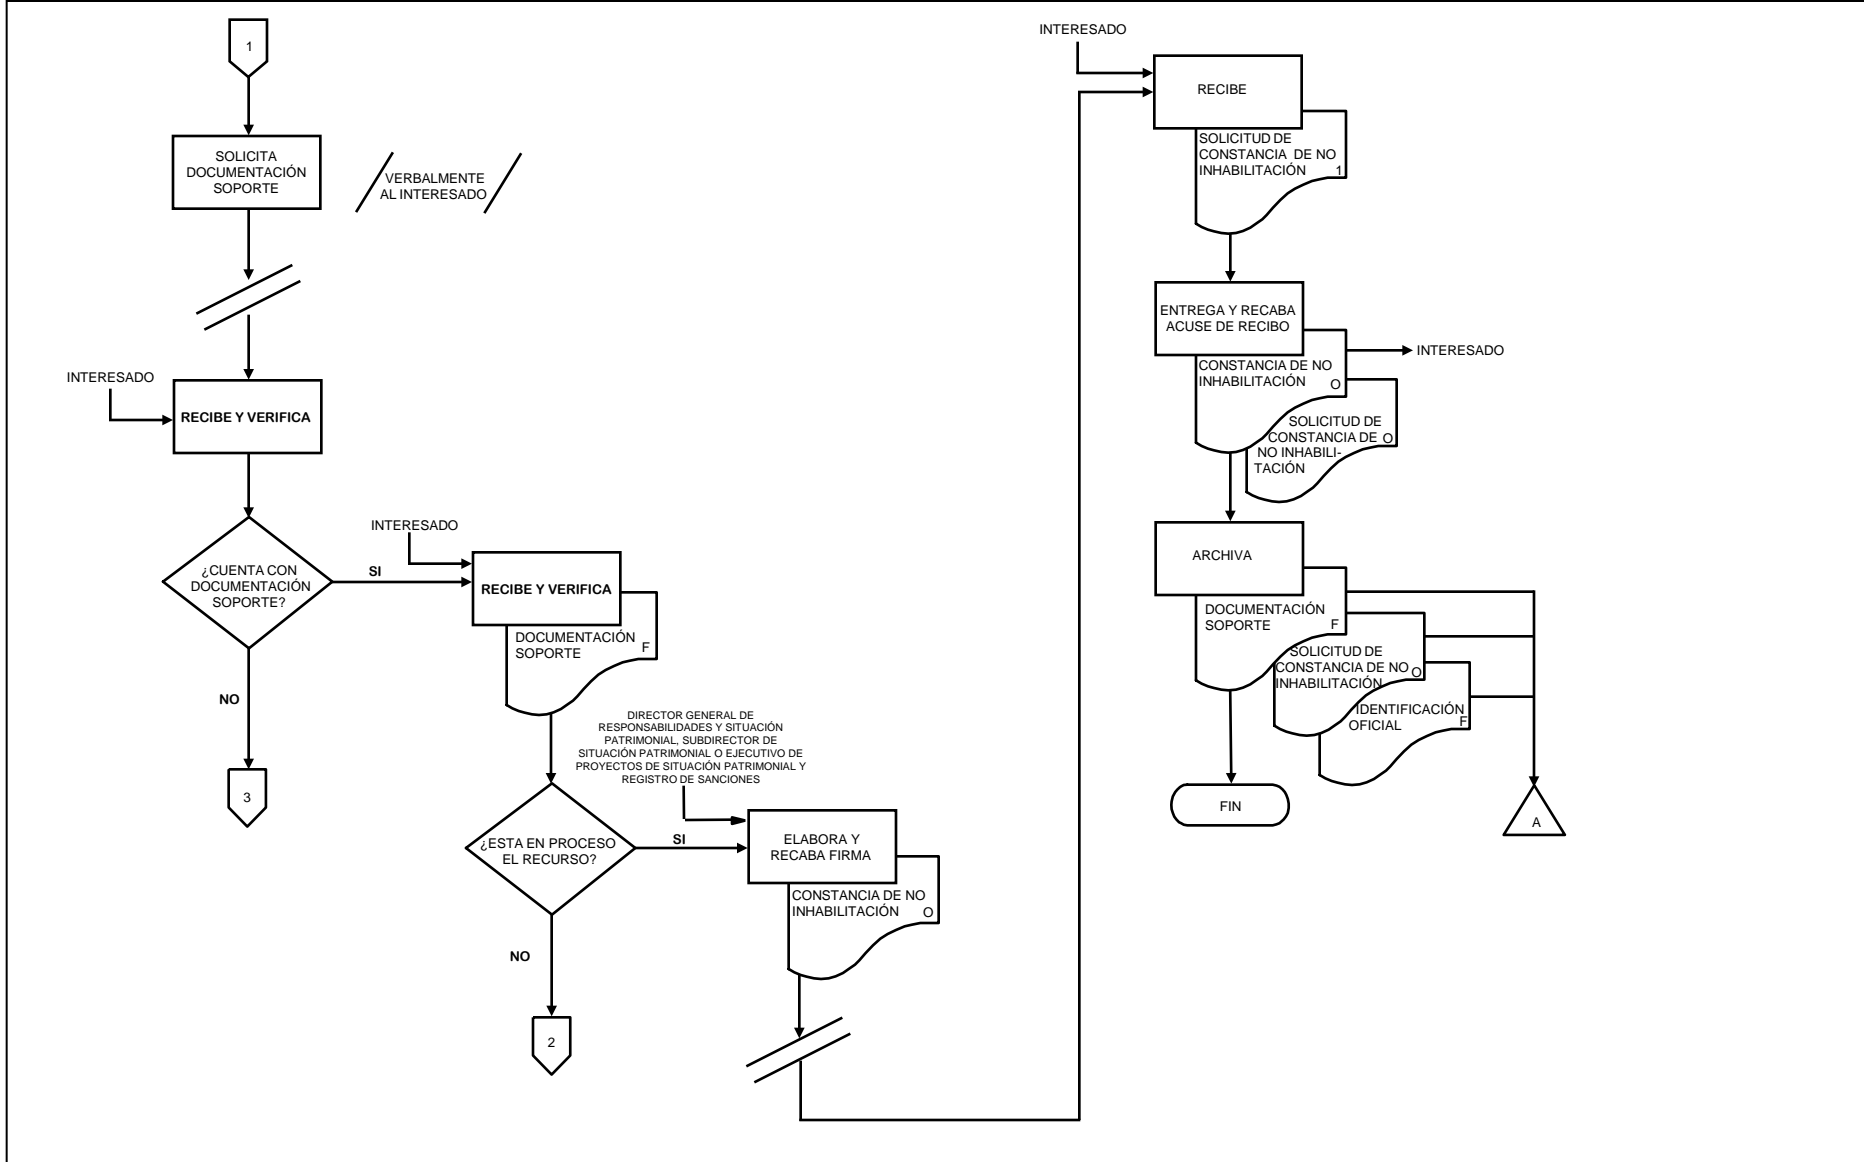 1
SOLICITA
DOCUMENTACIÓN
SOPORTE
VERBALMENTE
AL INTERESADO
INTERESADO
RECIBE Y VERIFICA
¿CUENTA CON
DOCUMENTACIÓN
SOPORTE?
SI
NO
3
INTERESADO
RECIBE Y VERIFICA
DOCUMENTACIÓN
SOPORTE
F
DIRECTOR GENERAL DE
RESPONSABILIDADES Y SITUACIÓN
PATRIMONIAL, SUBDIRECTOR DE
SITUACIÓN PATRIMONIAL O EJECUTIVO DE
PROYECTOS DE SITUACIÓN PATRIMONIAL Y
REGISTRO DE SANCIONES
¿ESTA EN PROCESO
EL RECURSO?
SI
NO
2
ELABORA Y
RECABA FIRMA
CONSTANCIA DE NO
INHABILITACIÓN
O
INTERESADO
RECIBE
SOLICITUD DE
CONSTANCIA DE NO
INHABILITACIÓN
1
ENTREGA Y RECABA
ACUSE DE RECIBO
INTERESADO
CONSTANCIA DE NO
INHABILITACIÓN
O
SOLICITUD DE
CONSTANCIA DE
NO INHABILI-
TACIÓN
O
ARCHIVA
DOCUMENTACIÓN
SOPORTE
F
SOLICITUD DE
CONSTANCIA DE NO
INHABILITACIÓN
O
IDENTIFICACIÓN
OFICIAL
F
FIN
A